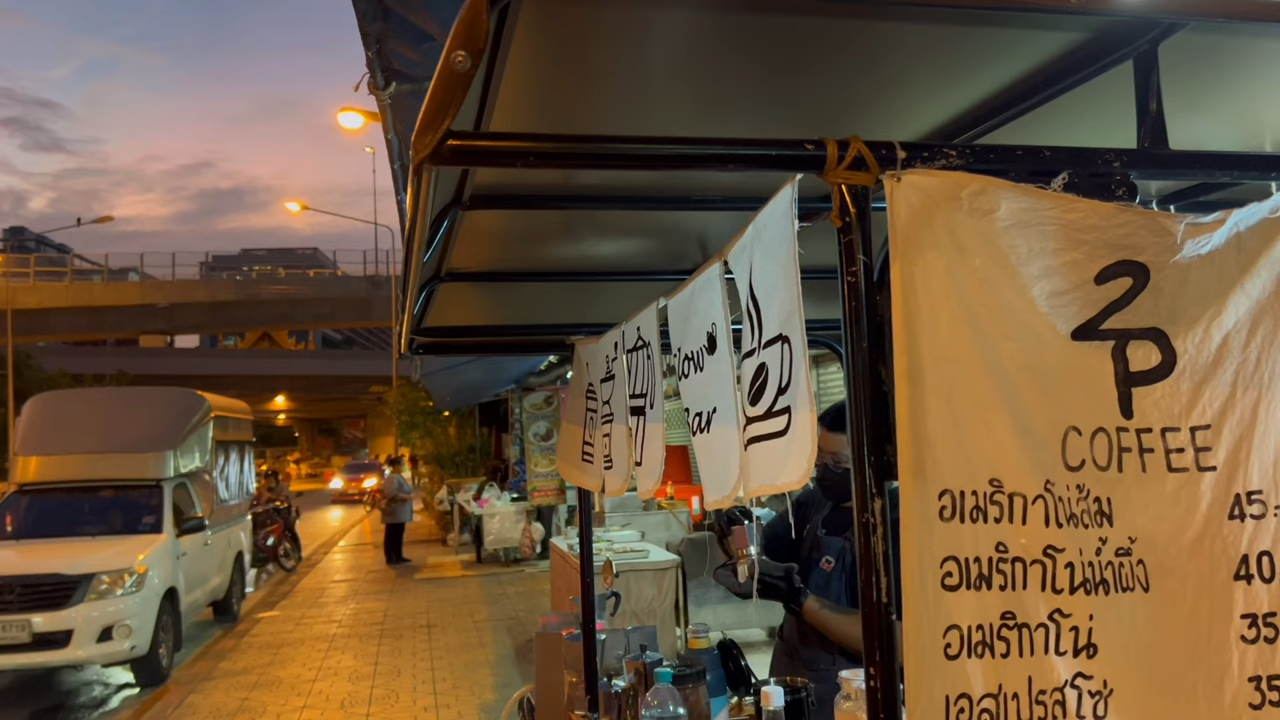 Slow
Bar
2P
COFFEE
อเมริกาโน่ส้ม 45.-
อเมริกาโน่น้ำผึ้ง 40
อเมริกาโน่ 35
เอสเปรสโซ่ 35